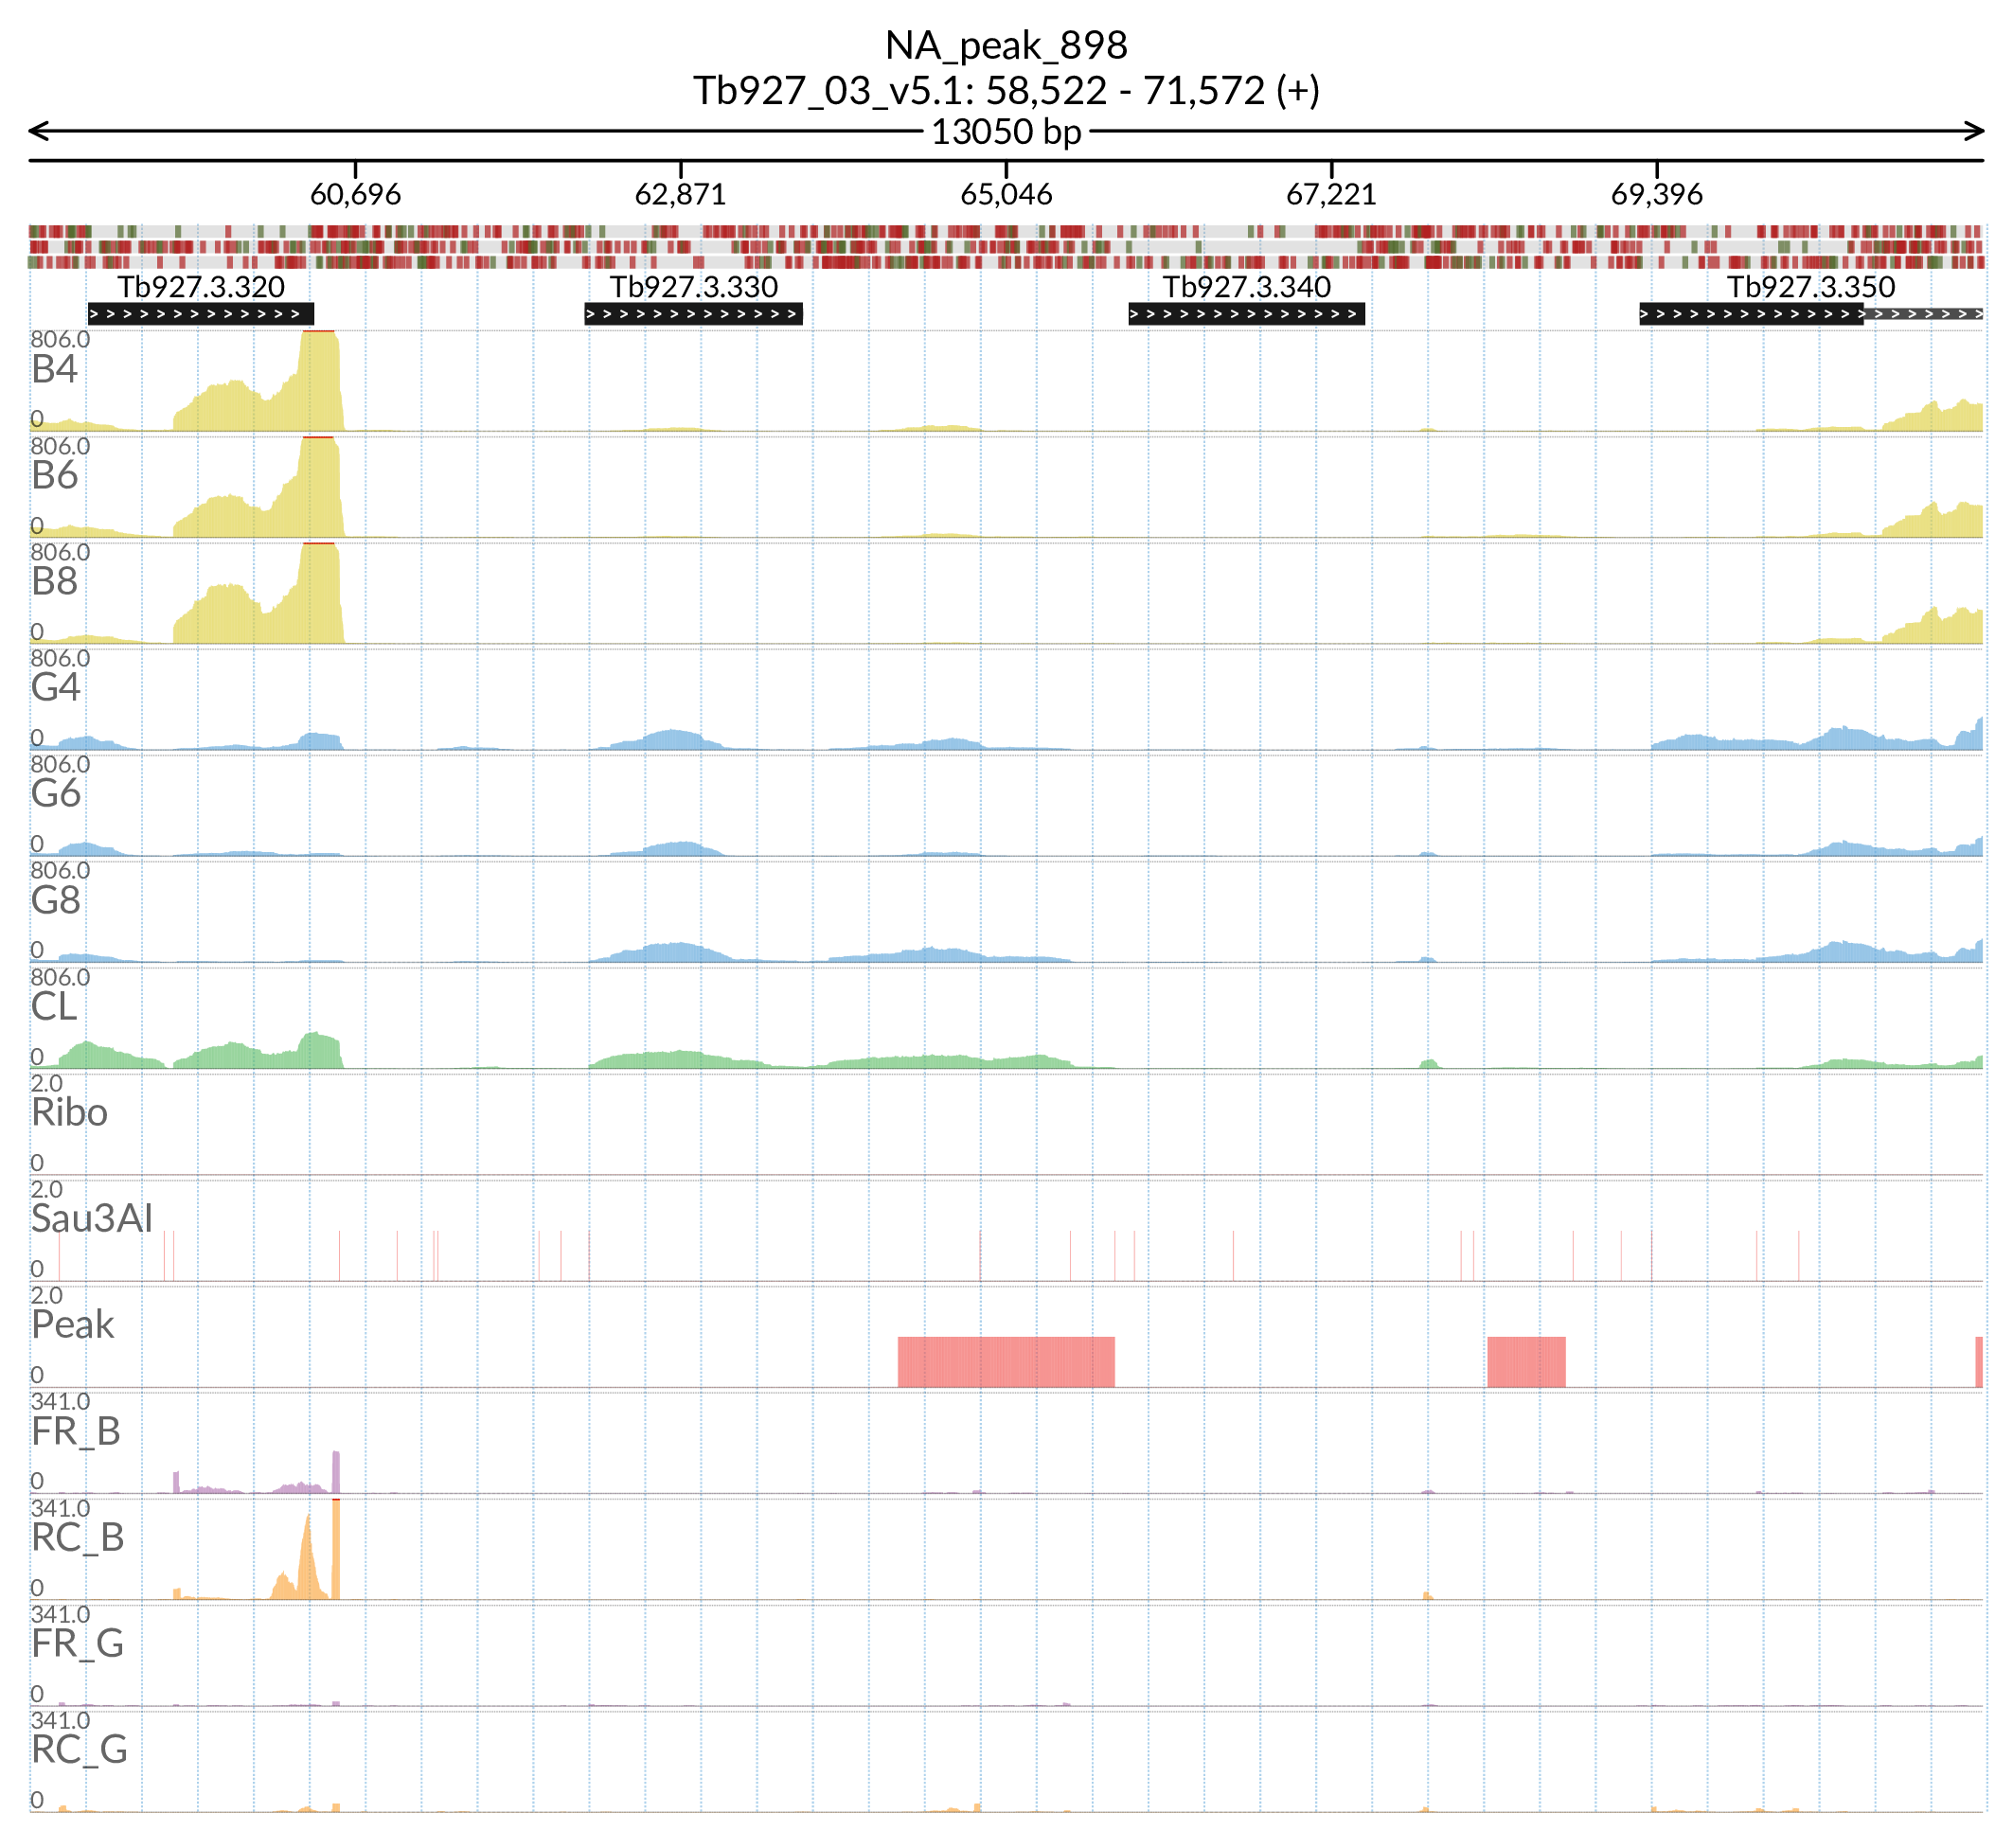 NA_peak_898
Tb927_03_v5.1: 58,522 - 71,572 (+)
13050 bp
60,696 62,871 65,046 67,221 69,396
Tb927.3.320 Tb927.3.330 Tb927.3.340 Tb927.3.350
806.0
B4
0
806.0
B6
0
806.0
B8
0
806.0
G4
0
806.0
G6
0
806.0
G8
0
806.0
CL
0
2.0
Ribo
0
2.0
Sau3AI
0
2.0
Peak
0
341.0
FR_B
0
341.0
RC_B
0
341.0
FR_G
0
341.0
RC_G
0